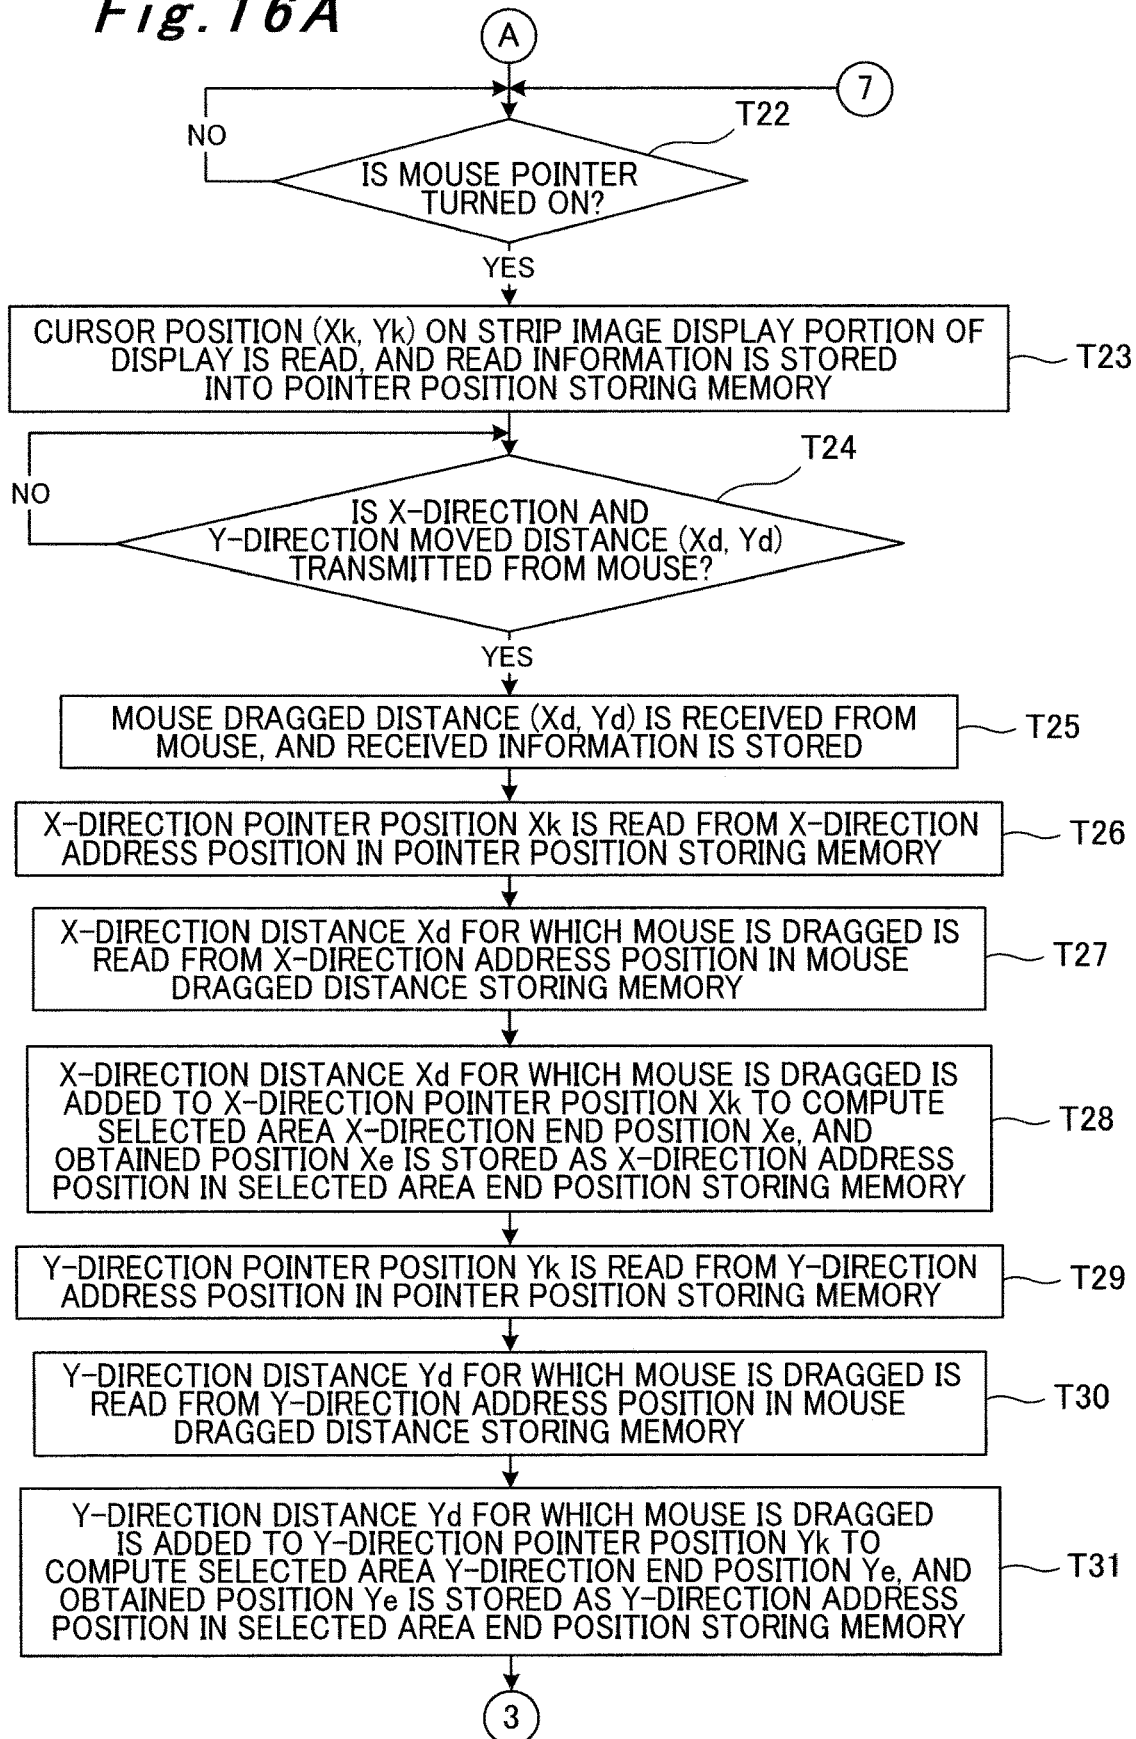 Fig. 16A
A
7
T22
NO
IS MOUSE POINTER
TURNED ON?
YES
CURSOR POSITION (Xk, Yk) ON STRIP IMAGE DISPLAY PORTION OF
DISPLAY IS READ, AND READ INFORMATION IS STORED
INTO POINTER POSITION STORING MEMORY
T23
T24
NO
IS X-DIRECTION AND
Y-DIRECTION MOVED DISTANCE (Xd, Yd)
TRANSMITTED FROM MOUSE?
YES
MOUSE DRAGGED DISTANCE (Xd, Yd) IS RECEIVED FROM
MOUSE, AND RECEIVED INFORMATION IS STORED
T25
X-DIRECTION POINTER POSITION Xk IS READ FROM X-DIRECTION
ADDRESS POSITION IN POINTER POSITION STORING MEMORY
T26
X-DIRECTION DISTANCE Xd FOR WHICH MOUSE IS DRAGGED IS
READ FROM X-DIRECTION ADDRESS POSITION IN MOUSE
DRAGGED DISTANCE STORING MEMORY
T27
X-DIRECTION DISTANCE Xd FOR WHICH MOUSE IS DRAGGED IS
ADDED TO X-DIRECTION POINTER POSITION Xk TO COMPUTE
SELECTED AREA X-DIRECTION END POSITION Xe, AND
OBTAINED POSITION Xe IS STORED AS X-DIRECTION ADDRESS
POSITION IN SELECTED AREA END POSITION STORING MEMORY
T28
Y-DIRECTION POINTER POSITION Yk IS READ FROM Y-DIRECTION
ADDRESS POSITION IN POINTER POSITION STORING MEMORY
T29
Y-DIRECTION DISTANCE Yd FOR WHICH MOUSE IS DRAGGED IS
READ FROM Y-DIRECTION ADDRESS POSITION IN MOUSE
DRAGGED DISTANCE STORING MEMORY
T30
Y-DIRECTION DISTANCE Yd FOR WHICH MOUSE IS DRAGGED
IS ADDED TO Y-DIRECTION POINTER POSITION Yk TO
COMPUTE SELECTED AREA Y-DIRECTION END POSITION Ye, AND
OBTAINED POSITION Ye IS STORED AS Y-DIRECTION ADDRESS
POSITION IN SELECTED AREA END POSITION STORING MEMORY
T31
3